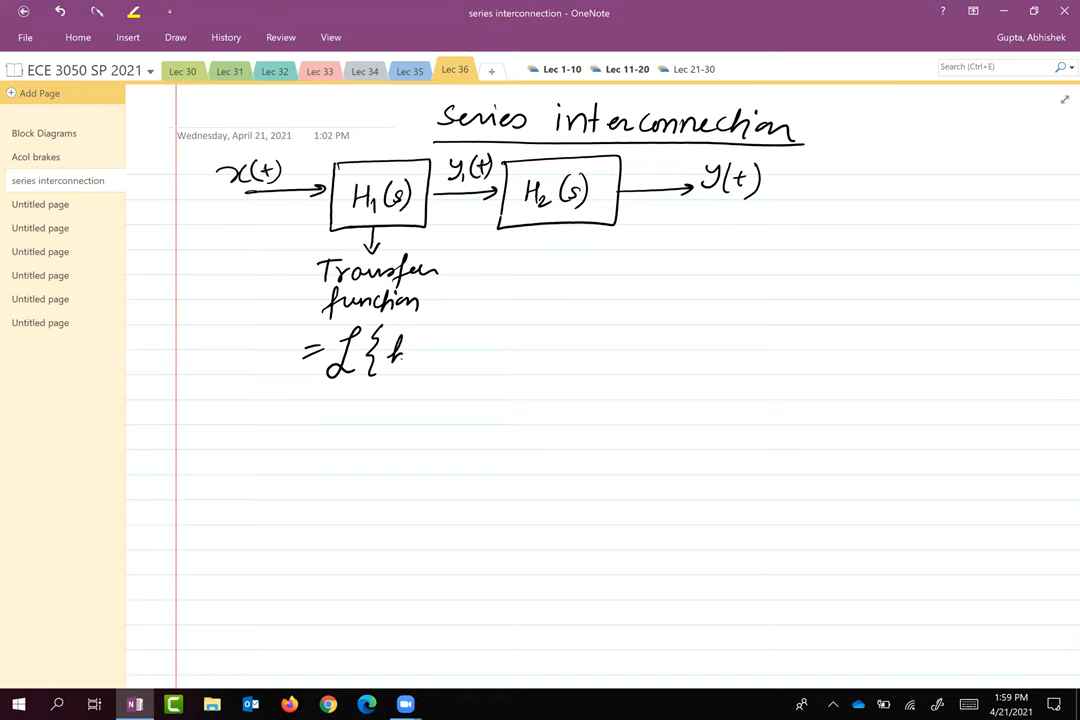 series interconnection - OneNote
?
File Home Insert Draw History Review View
Gupta, Abhishek
ECE 3050 SP 2021
Lec 30 Lec 31 Lec 32 Lec 33 Lec 34 Lec 35 Lec 36 + Lec 1-10 Lec 11-20 Lec 21-30
Search (Ctrl+E)
Add Page
Block Diagrams
Acol brakes
series interconnection
Untitled page
Untitled page
Untitled page
Untitled page
Untitled page
Untitled page
series interconnection
Wednesday, April 21, 2021 1:02 PM
x(t) H₁(s) y₁(t) H₂(s) y(t)
Transfer
function
= ℒ { h
1:59 PM
4/21/2021